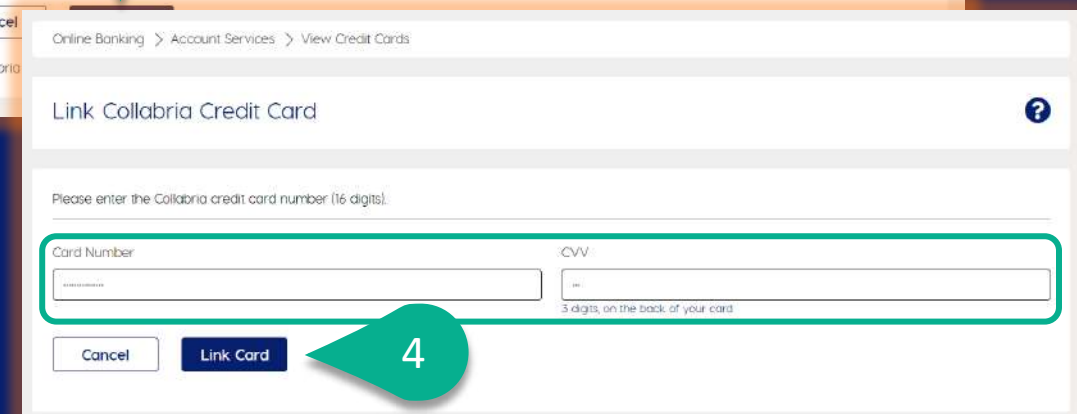 cel
bria
Online Banking > Account Services > View Credit Cards
Link Collabria Credit Card
?
Please enter the Collabria credit card number (16 digits).
Card Number
CVV
3 digits, on the back of your card
Cancel
Link Card
4